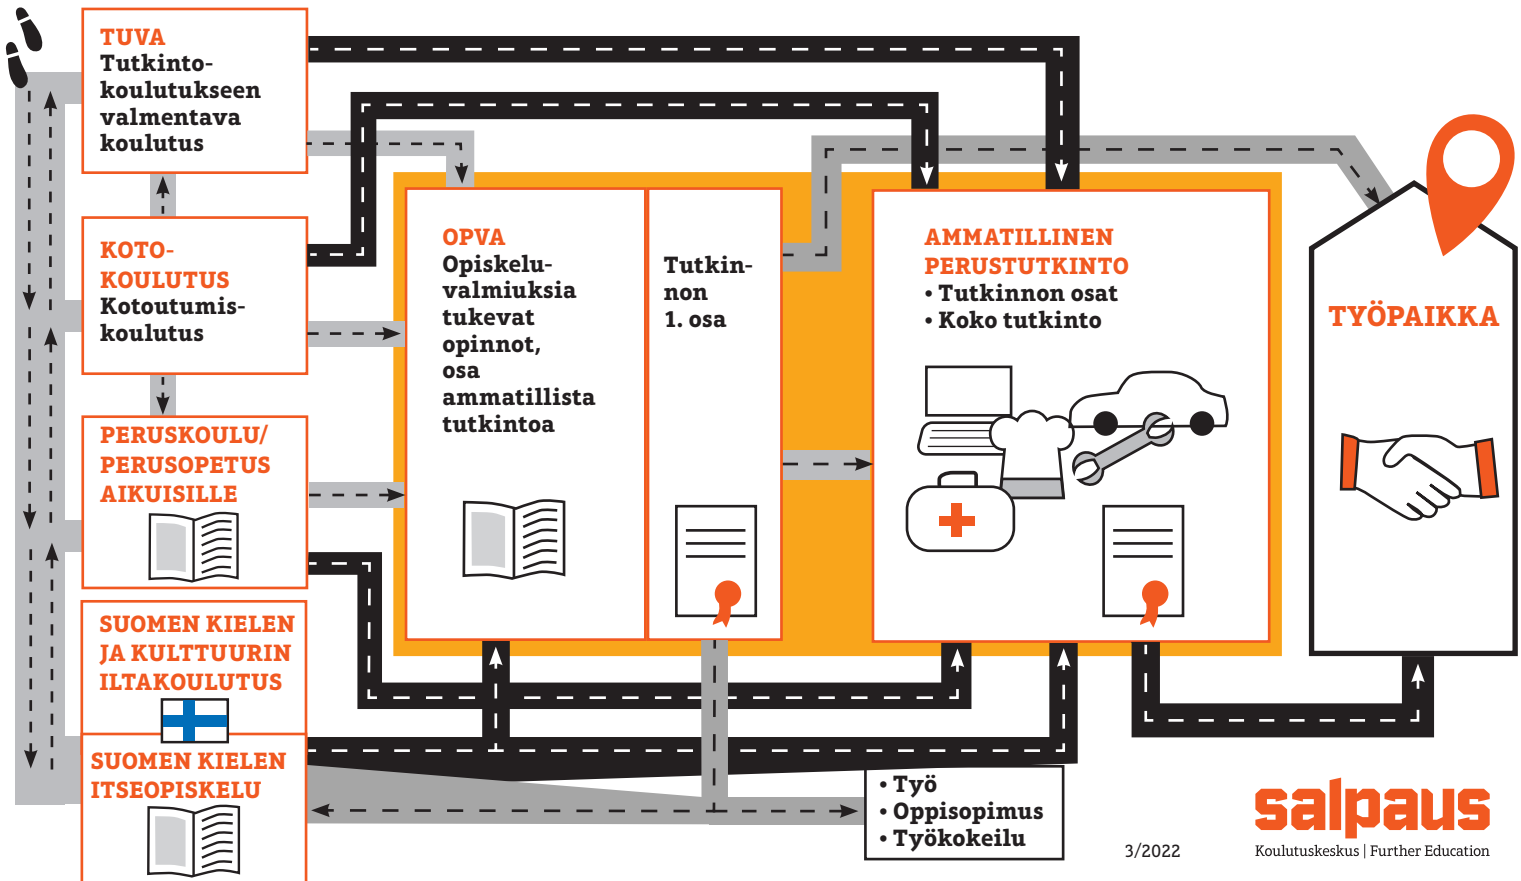 TUVA
Tutkinto-
koulutukseen
valmentava
koulutus
KOTO-
KOULUTUS
Kotoutumis-
koulutus
PERUSKOULU/
PERUSOPETUS
AIKUISILLE
SUOMEN KIELEN
JA KULTTUURIN
ILTAKOULUTUS
SUOMEN KIELEN
ITSEOPISKELU
OPVA
Opiskelu-
valmiuksia
tukevat
opinnot,
osa
ammatillista
tutkintoa
Tutkin-
non
1. osa
AMMATILLINEN
PERUSTUTKINTO
• Tutkinnon osat
• Koko tutkinto
TYÖPAIKKA
• Työ
• Oppisopimus
• Työkokeilu
3/2022
salpaus
Koulutuskeskus | Further Education